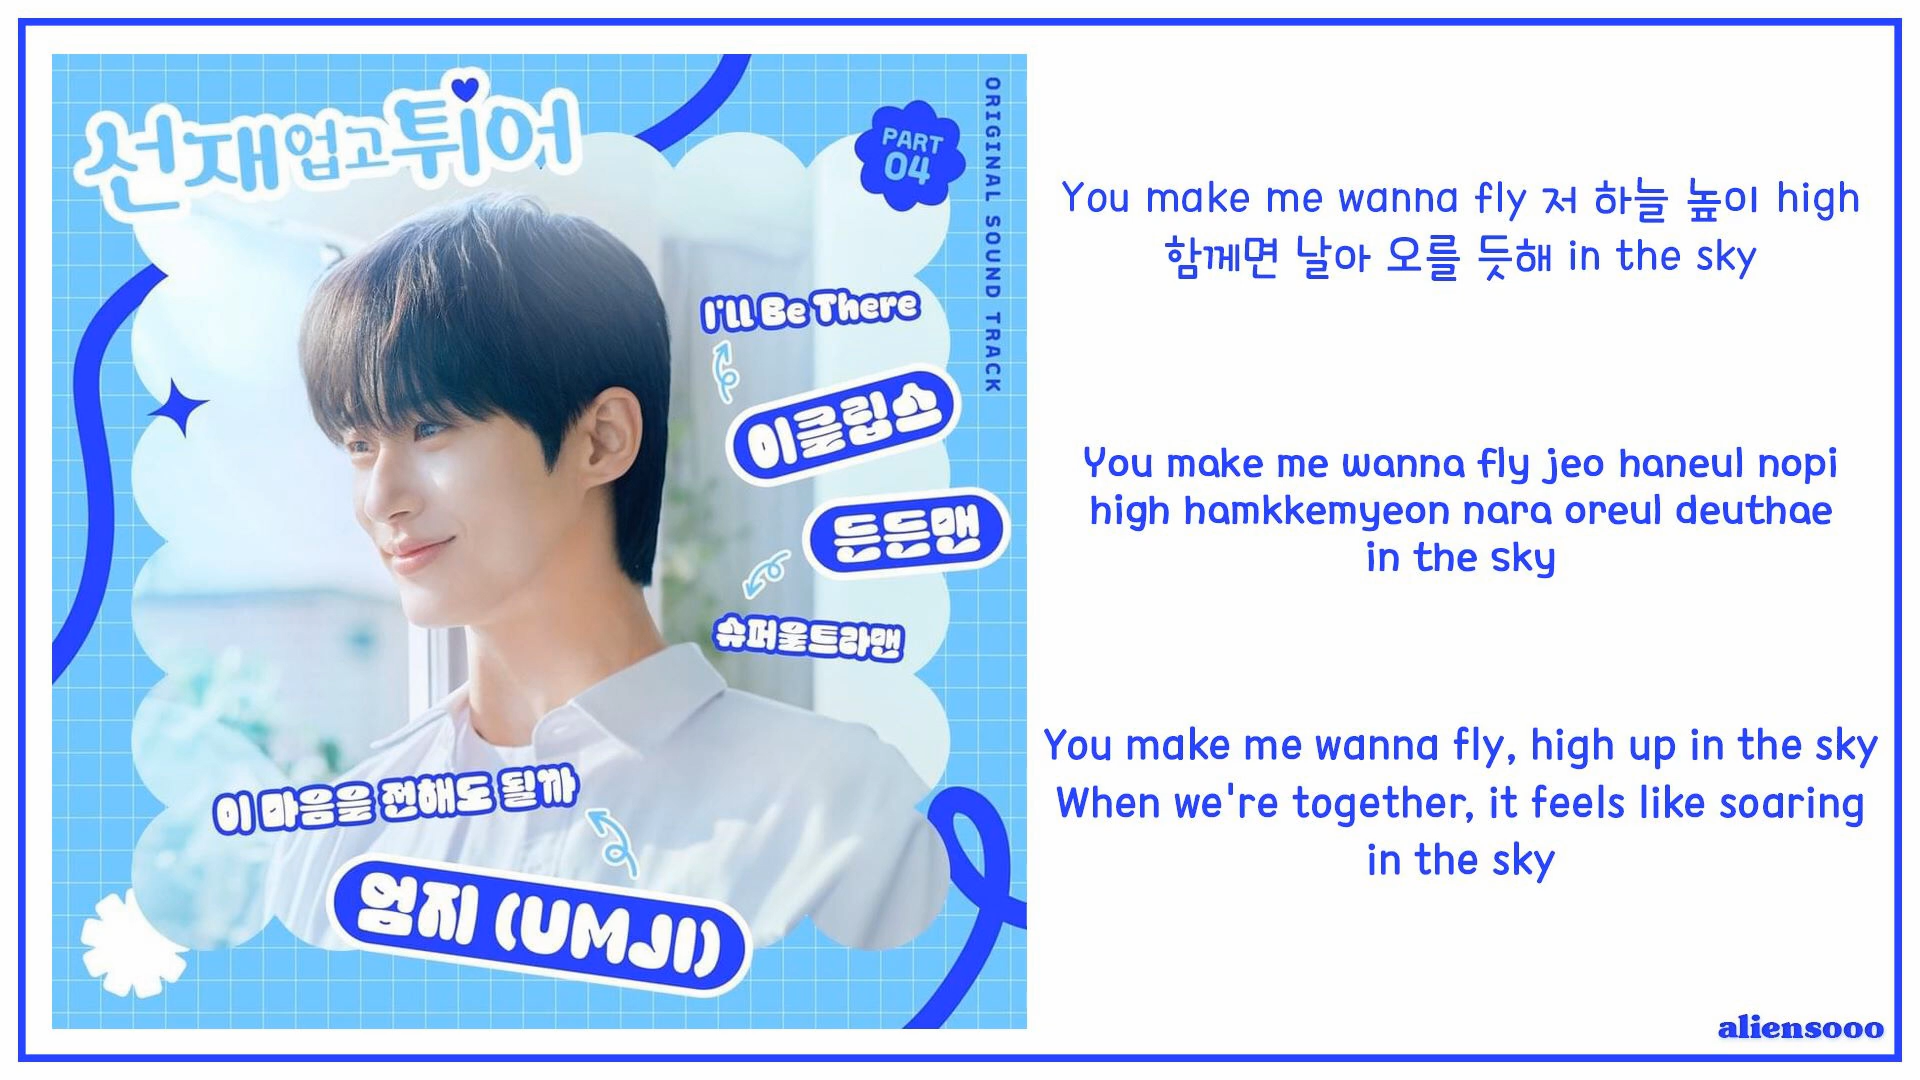 선재업고튀어
PART
04
ORIGINAL SOUND TRACK
I'll Be There
이클립스
든든맨
슈퍼울트라맨
이 마음을 전해도 될까
엄지 (UMJI)
You make me wanna fly 저 하늘 높이 high
함께면 날아 오를 듯해 in the sky
You make me wanna fly jeo haneul nopi
high hamkkemyeon nara oreul deuthae
in the sky
You make me wanna fly, high up in the sky
When we're together, it feels like soaring
in the sky
aliensooo